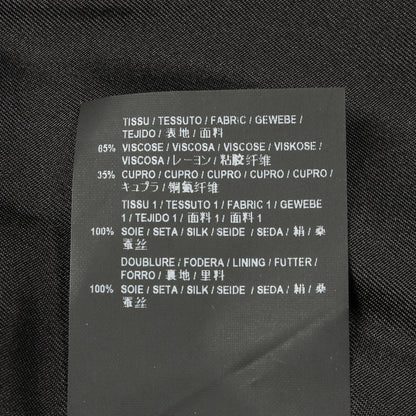 TISSU / TESSUTO / FABRIC / GEWEBE /
TEJIDO / 表地 / 面料
65% VISCOSE / VISCOSA / VISCOSE / VISKOSE /
VISCOSA / レーヨン / 粘胶纤维
35% CUPRO / CUPRO / CUPRO / CUPRO / CUPRO /
キュプラ / 铜氨纤维
TISSU 1 / TESSUTO 1 / FABRIC 1 / GEWEBE
1 / TEJIDO 1 / 面料 1 / 面料 1
100% SOIE / SETA / SILK / SEIDE / SEDA / 絹 / 桑
蚕丝
DOUBLURE / FODERA / LINING / FUTTER /
FORRO / 裏地 / 里料
100% SOIE / SETA / SILK / SEIDE / SEDA / 絹 / 桑
蚕丝